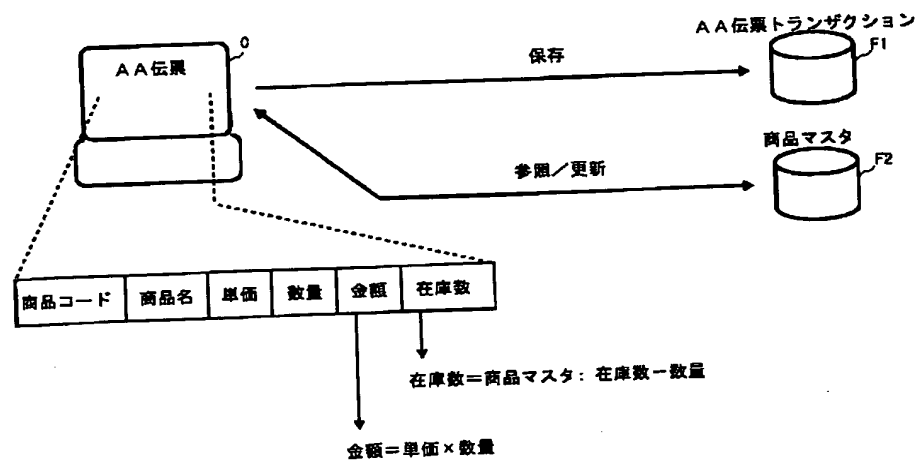 AA伝票トランザクション
F1
0
AA伝票
保存
商品マスタ
F2
参照／更新
商品コード 商品名 単価 数量 金額 在庫数
在庫数＝商品マスタ：在庫数－数量
金額＝単価×数量